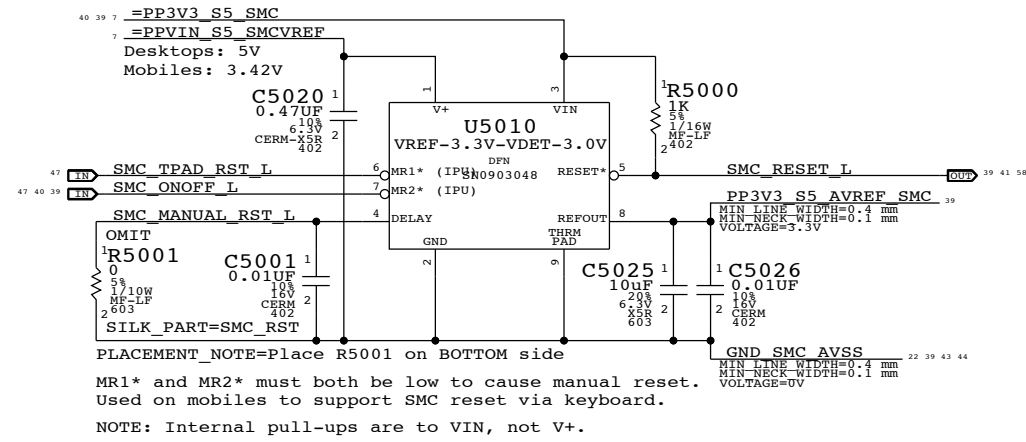 40 39 7 =PP3V3_S5_SMC
7 =PPVIN_S5_SMCVREF
Desktops: 5V
Mobiles: 3.42V
C5020
0.47UF
10%
6.3V
CERM-X5R
402
1
2
1
V+
3
VIN
U5010
VREF-3.3V-VDET-3.0V
DFN
SN0903048
R5000
1K
5%
1/16W
MF-LF
402
1
2
47 IN SMC_TPAD_RST_L
6 MR1* (IPU)
RESET* 5
SMC_RESET_L OUT 39 41 58
47 40 39 IN SMC_ONOFF_L
7 MR2* (IPU)
SMC_MANUAL_RST_L
4 DELAY
REFOUT 8
PP3V3_S5_AVREF_SMC 39
MIN_LINE_WIDTH=0.4 mm
MIN_NECK_WIDTH=0.1 mm
VOLTAGE=3.3V
GND
2
THRM
PAD
9
OMIT
R5001
0
5%
1/10W
MF-LF
603
1
2
SILK_PART=SMC_RST
C5001
0.01UF
10%
16V
CERM
402
1
2
C5025
10uF
20%
6.3V
X5R
603
1
2
C5026
0.01UF
10%
16V
CERM
402
1
2
PLACEMENT_NOTE=Place R5001 on BOTTOM side
GND_SMC_AVSS 22 39 43 44
MIN_LINE_WIDTH=0.4 mm
MIN_NECK_WIDTH=0.1 mm
VOLTAGE=0V
MR1* and MR2* must both be low to cause manual reset.
Used on mobiles to support SMC reset via keyboard.
NOTE: Internal pull-ups are to VIN, not V+.